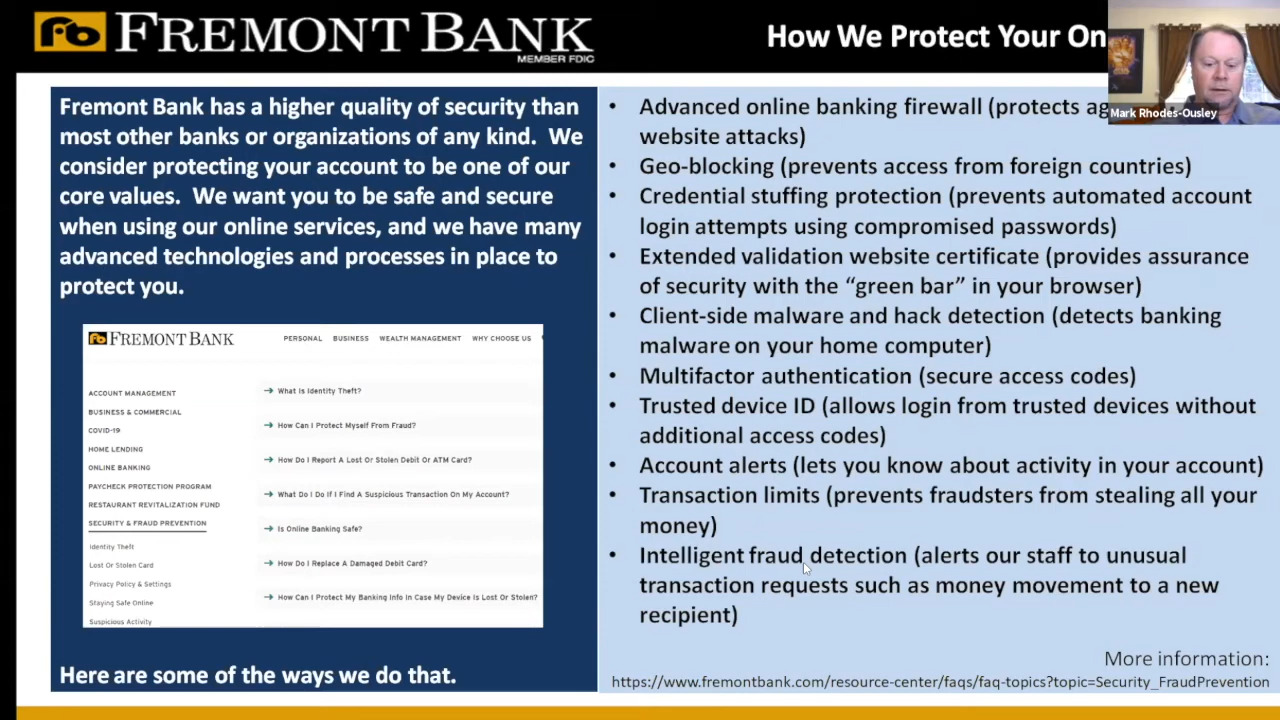 fb FREMONT BANK
MEMBER FDIC
How We Protect Your On
Mark Rhodes-Ousley
Fremont Bank has a higher quality of security than
most other banks or organizations of any kind. We
consider protecting your account to be one of our
core values. We want you to be safe and secure
when using our online services, and we have many
advanced technologies and processes in place to
protect you.
fb FREMONT BANK
PERSONAL BUSINESS WEALTH MANAGEMENT WHY CHOOSE US
ACCOUNT MANAGEMENT
BUSINESS & COMMERCIAL
COVID-19
HOME LENDING
ONLINE BANKING
PAYCHECK PROTECTION PROGRAM
RESTAURANT REVITALIZATION FUND
SECURITY & FRAUD PREVENTION
Identity Theft
Lost Or Stolen Card
Privacy Policy & Settings
Staying Safe Online
Suspicious Activity
→ What Is Identity Theft?
→ How Can I Protect Myself From Fraud?
→ How Do I Report A Lost Or Stolen Debit Or ATM Card?
→ What Do I Do If I Find A Suspicious Transaction On My Account?
→ Is Online Banking Safe?
→ How Do I Replace A Damaged Debit Card?
→ How Can I Protect My Banking Info In Case My Device Is Lost Or Stolen?
Here are some of the ways we do that.
• Advanced online banking firewall (protects ag
website attacks)
• Geo-blocking (prevents access from foreign countries)
• Credential stuffing protection (prevents automated account
login attempts using compromised passwords)
• Extended validation website certificate (provides assurance
of security with the “green bar” in your browser)
• Client-side malware and hack detection (detects banking
malware on your home computer)
• Multifactor authentication (secure access codes)
• Trusted device ID (allows login from trusted devices without
additional access codes)
• Account alerts (lets you know about activity in your account)
• Transaction limits (prevents fraudsters from stealing all your
money)
• Intelligent fraud detection (alerts our staff to unusual
transaction requests such as money movement to a new
recipient)
More information:
https://www.fremontbank.com/resource-center/faqs/faq-topics?topic=Security_FraudPrevention